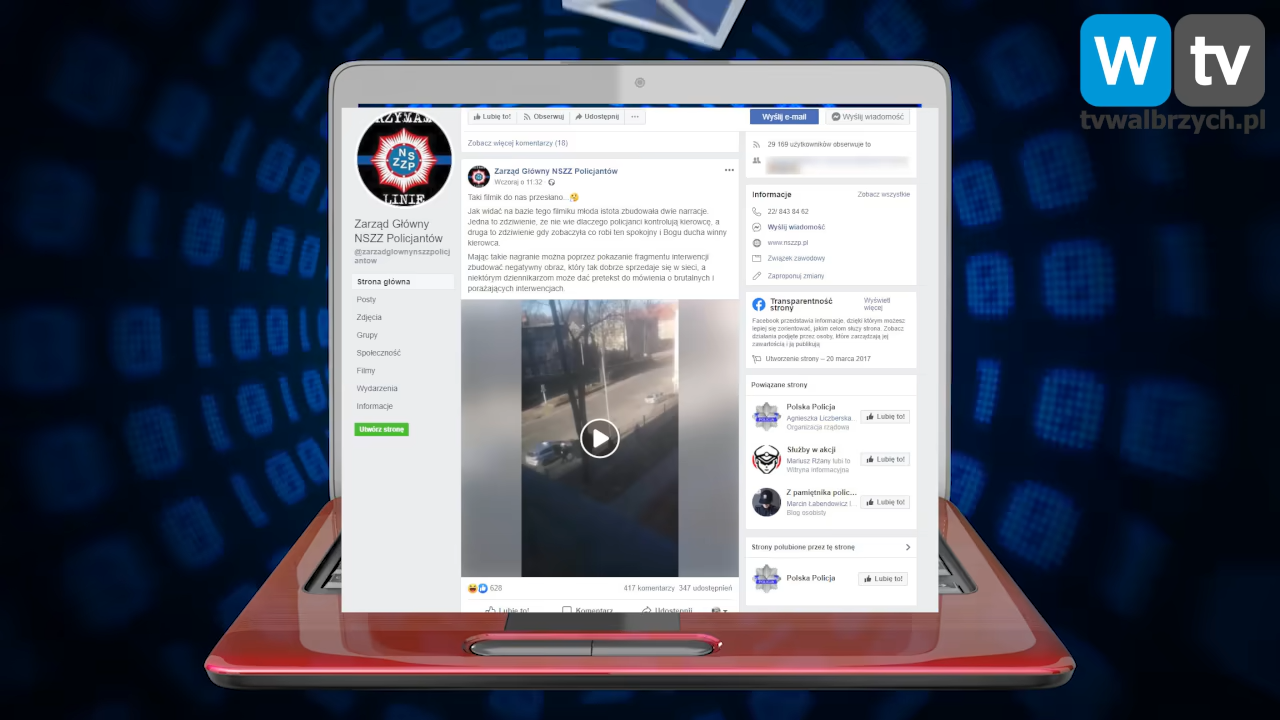 W tv
tvwalbrzych.pl
TRZYMAJ
NS
ZZP
LINIE
Zarząd Główny
NSZZ Policjantów
@zarzadglownynszzpolicj
antow
Strona główna
Posty
Zdjęcia
Grupy
Społeczność
Filmy
Wydarzenia
Informacje
Utwórz stronę
Lubię to! Obserwuj Udostępnij ...
Zobacz więcej komentarzy (18)
Zarząd Główny NSZZ Policjantów
Wczoraj o 11:32
Taki filmik do nas przesłano...
Jak widać na bazie tego filmiku młoda istota zbudowała dwie narracje.
Jedna to zdziwienie, że nie wie dlaczego policjanci kontrolują kierowcę, a
druga to zdziwienie gdy zobaczyła co robi ten spokojny i Bogu ducha winny
kierowca.
Mając takie nagranie można poprzez pokazanie fragmentu interwencji
zbudować negatywny obraz, który tak dobrze sprzedaje się w sieci, a
niektórym dziennikarzom może dać pretekst do mówienia o brutalnych i
porażających interwencjach.
628
417 komentarzy 347 udostępnień
Lubię to! Komentarz Udostępnij
Wyślij e-mail Wyślij wiadomość
29 169 użytkowników obserwuje to
Informacje Zobacz wszystkie
22/ 843 84 62
Wyślij wiadomość
www.nszzp.pl
Związek zawodowy
Zaproponuj zmiany
Transparentność
strony
Wyświetl
więcej
Facebook przedstawia informacje, dzięki którym możesz
lepiej się zorientować, jakim celom służy strona. Zobacz
działania podjęte przez osoby, które zarządzają jej
zawartością i ją publikują
Utworzenie strony – 20 marca 2017
Powiązane strony
Polska Policja
Agnieszka Liczberska...
Organizacja rządowa
Lubię to!
Służby w akcji
Mariusz Rżany lubi to
Witryna informacyjna
Lubię to!
Z pamiętnika polic...
Marcin Łabendowicz l
Blog osobisty
Lubię to!
Strony polubione przez tę stronę
POLICJA
Polska Policja
Lubię to!